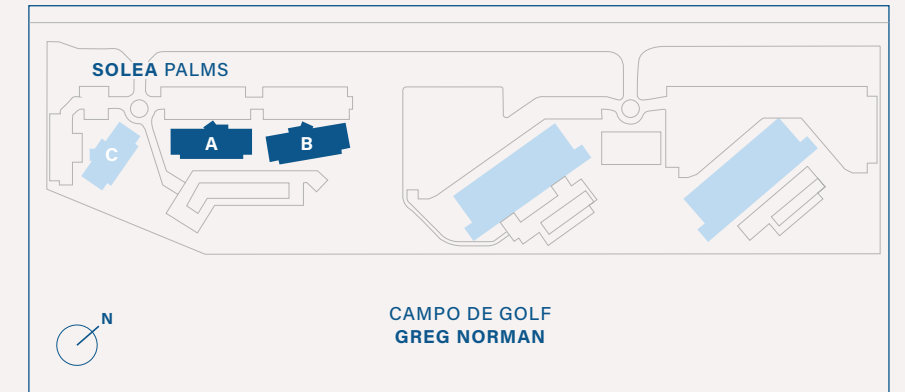 SOLEA PALMS
A
B
C
N
CAMPO DE GOLF
GREG NORMAN